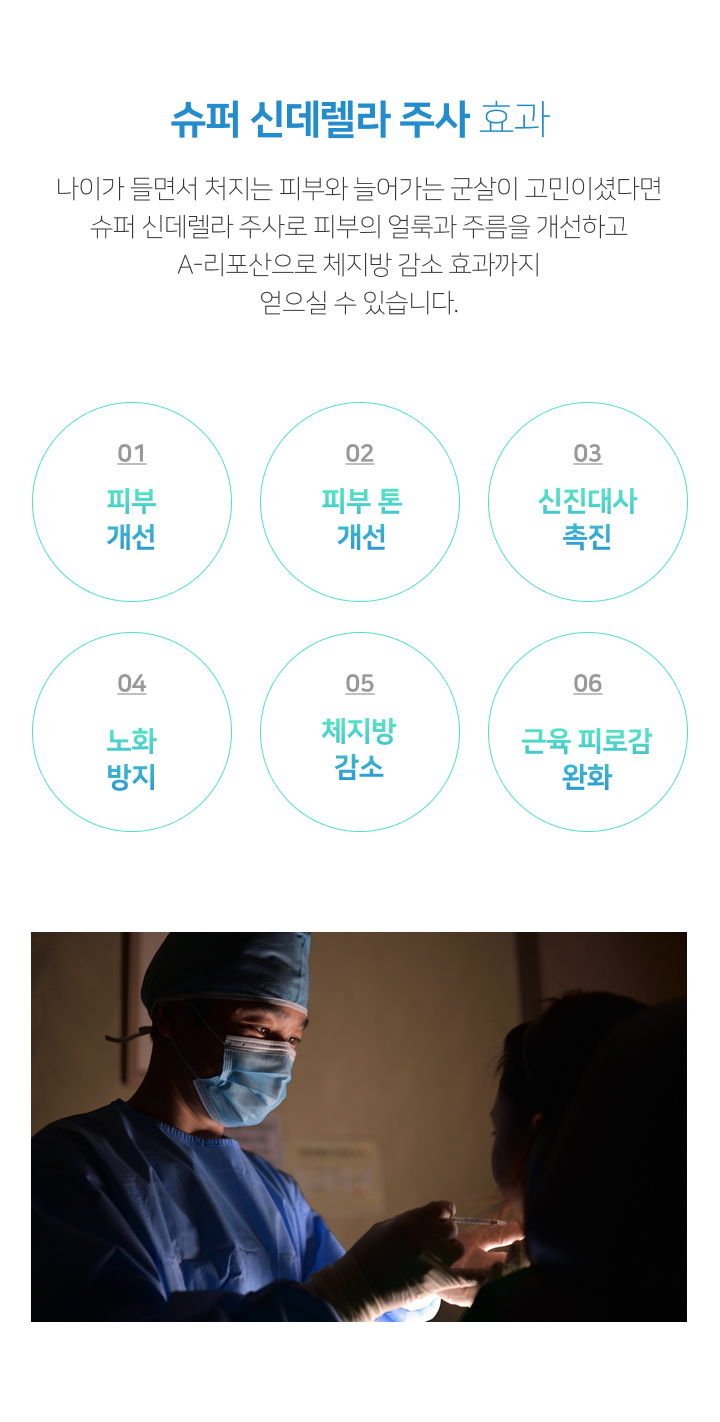 슈퍼 신데렐라 주사 효과
나이가 들면서 처지는 피부와 늘어가는 군살이 고민이셨다면
슈퍼 신데렐라 주사로 피부의 얼룩과 주름을 개선하고
A-리포산으로 체지방 감소 효과까지
얻으실 수 있습니다.
01
피부
개선
02
피부 톤
개선
03
신진대사
촉진
04
노화
방지
05
체지방
감소
06
근육 피로감
완화